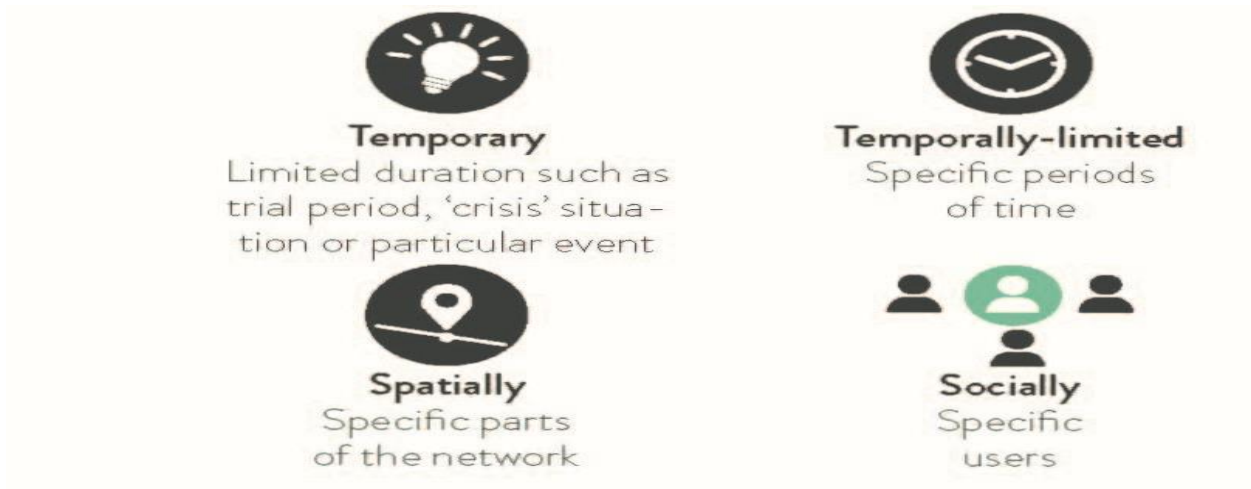 Temporary
Limited duration such as
trial period, ‘crisis’ situa-
tion or particular event
Temporally-limited
Specific periods
of time
Spatially
Specific parts
of the network
Socially
Specific
users